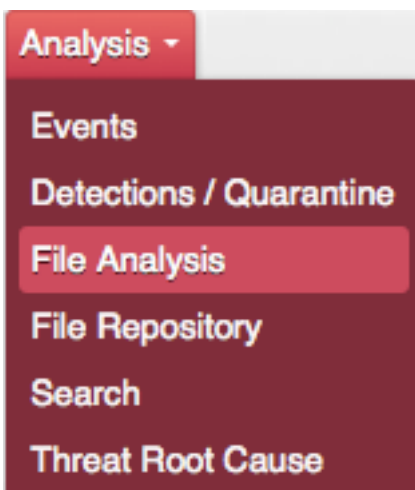 Analysis
Events
Detections / Quarantine
File Analysis
File Repository
Search
Threat Root Cause